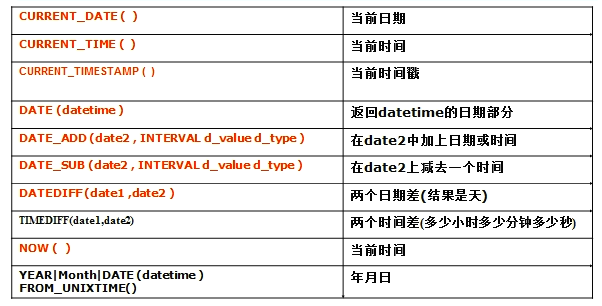 CURRENT_DATE ( )
当前日期
CURRENT_TIME ( )
当前时间
CURRENT_TIMESTAMP ( )
当前时间戳
DATE (datetime )
返回datetime的日期部分
DATE_ADD (date2 , INTERVAL d_value d_type )
在date2中加上日期或时间
DATE_SUB (date2 , INTERVAL d_value d_type )
在date2上减去一个时间
DATEDIFF (date1 ,date2 )
两个日期差(结果是天)
TIMEDIFF(date1,date2)
两个时间差(多少小时多少分钟多少秒)
NOW ( )
当前时间
YEAR|Month|DATE (datetime )
FROM_UNIXTIME()
年月日